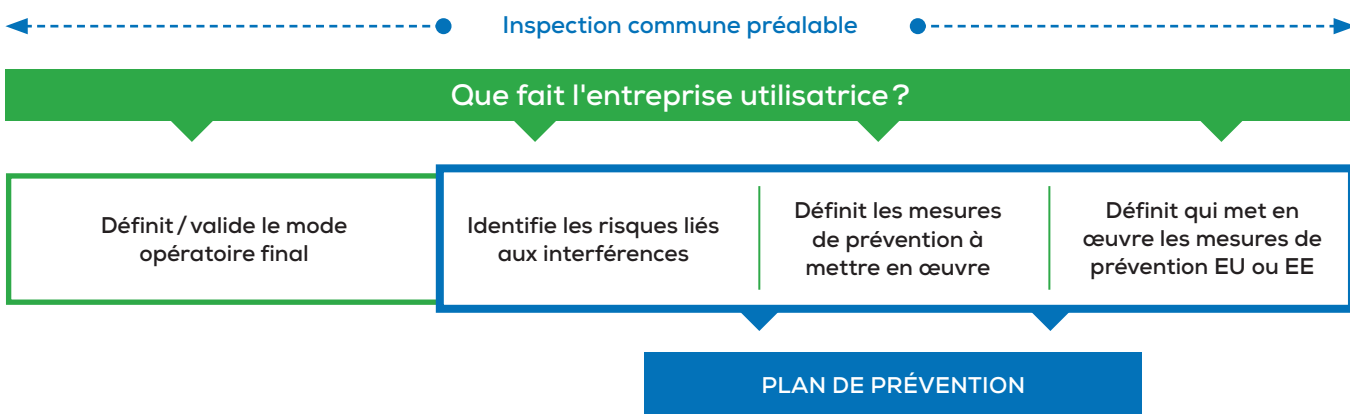 Inspection commune préalable
Que fait l'entreprise utilisatrice ?
Définit / valide le mode
opératoire final
Identifie les risques liés
aux interférences
Définit les mesures
de prévention à
mettre en œuvre
Définit qui met en
œuvre les mesures de
prévention EU ou EE
PLAN DE PRÉVENTION